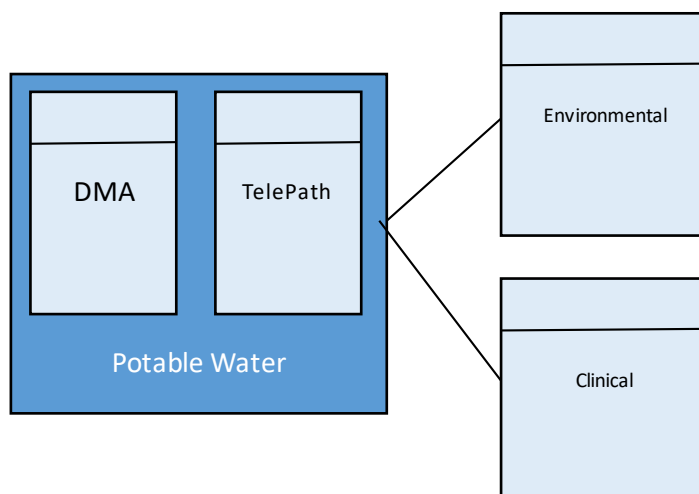 DMA
TelePath
Potable Water
Environmental
Clinical